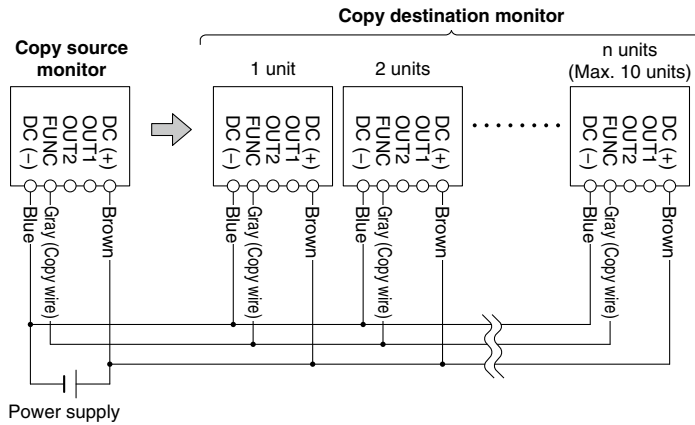 Copy destination monitor
Copy source
monitor
1 unit
2 units
n units
(Max. 10 units)
DC (−)
FUNC
OUT2
OUT1
DC (+)
DC (−)
FUNC
OUT2
OUT1
DC (+)
DC (−)
FUNC
OUT2
OUT1
DC (+)
DC (−)
FUNC
OUT2
OUT1
DC (+)
Blue
Gray (Copy wire)
Brown
Blue
Gray (Copy wire)
Brown
Blue
Gray (Copy wire)
Brown
Blue
Gray (Copy wire)
Brown
Power supply